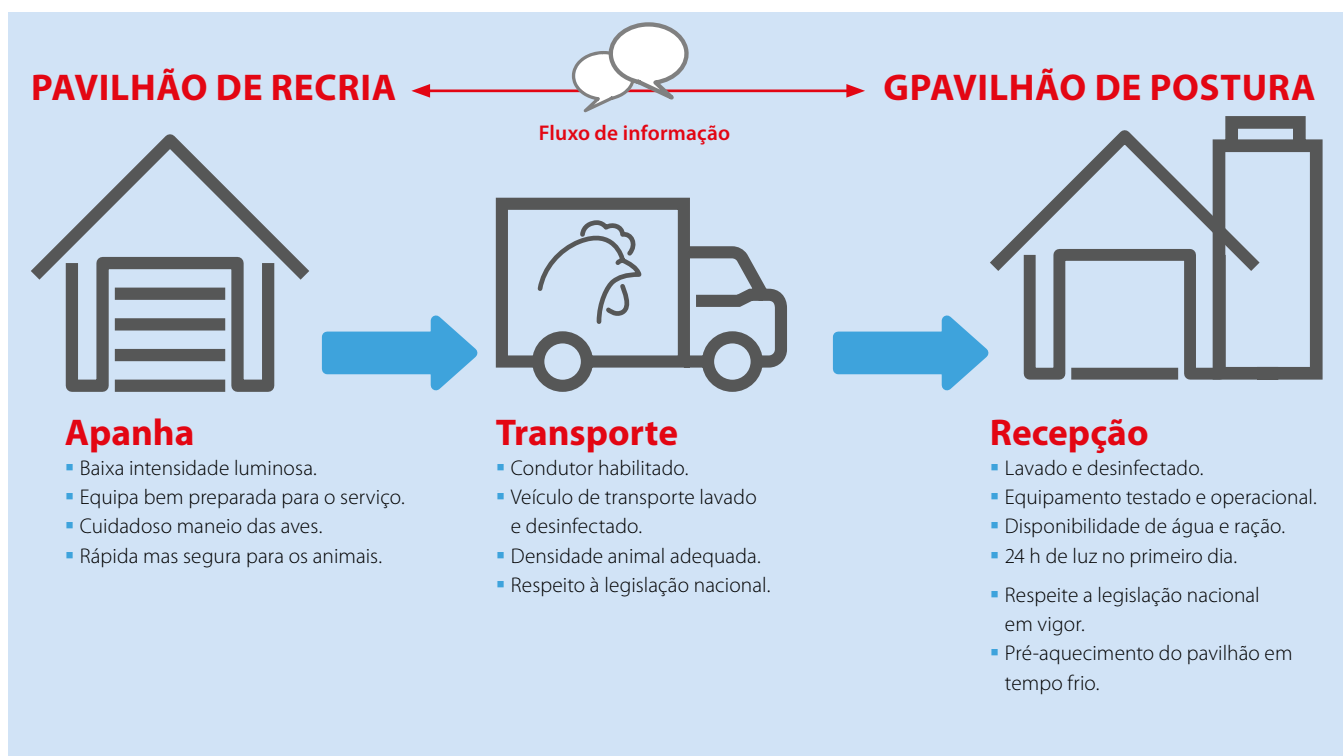 PAVILHÃO DE RECRIA
GPAVILHÃO DE POSTURA
Fluxo de informação
Apanha
▪ Baixa intensidade luminosa.
▪ Equipa bem preparada para o serviço.
▪ Cuidadoso maneio das aves.
▪ Rápida mas segura para os animais.
Transporte
▪ Condutor habilitado.
▪ Veículo de transporte lavado
e desinfectado.
▪ Densidade animal adequada.
▪ Respeito à legislação nacional.
Recepção
▪ Lavado e desinfectado.
▪ Equipamento testado e operacional.
▪ Disponibilidade de água e ração.
▪ 24 h de luz no primeiro dia.
▪ Respeite a legislação nacional
em vigor.
▪ Pré-aquecimento do pavilhão em
tempo frio.